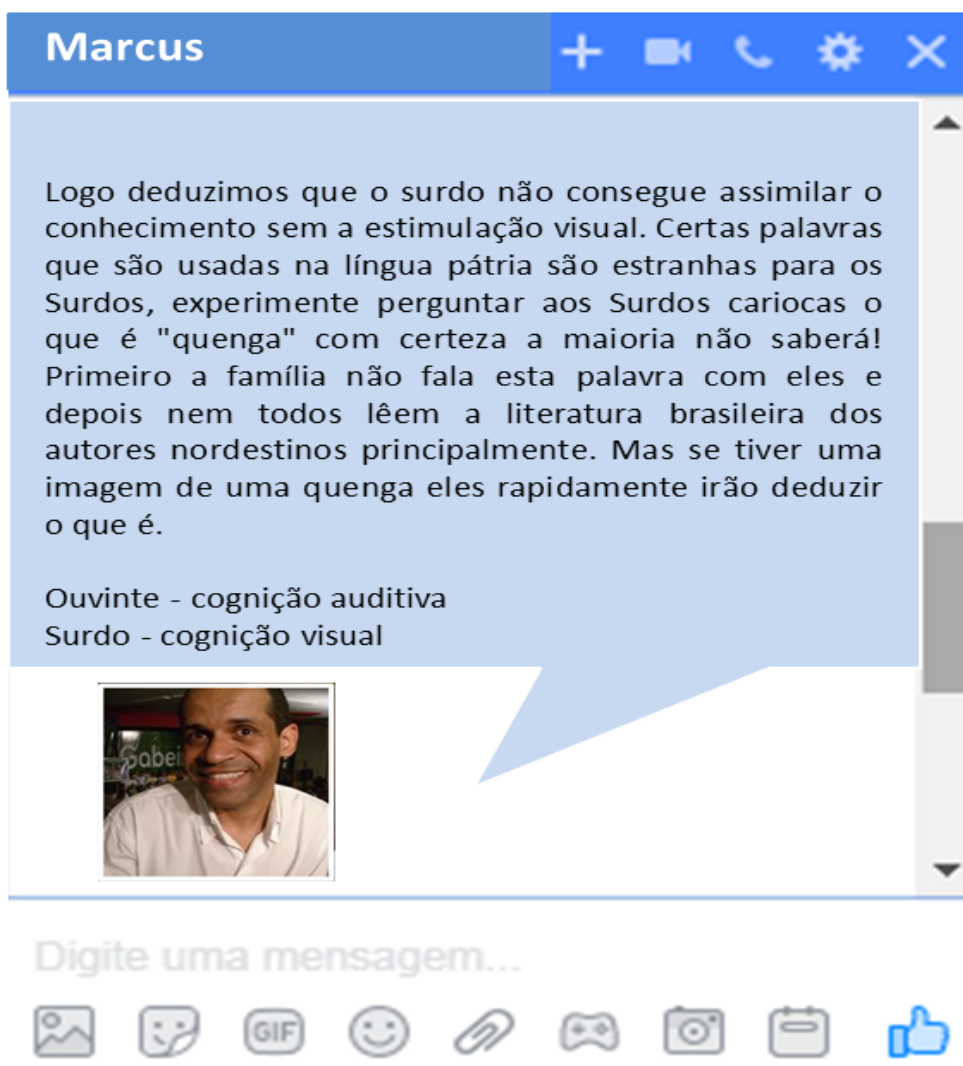 Marcus
Logo deduzimos que o surdo não consegue assimilar o
conhecimento sem a estimulação visual. Certas palavras
que são usadas na língua pátria são estranhas para os
Surdos, experimente perguntar aos Surdos cariocas o
que é "quenga" com certeza a maioria não saberá!
Primeiro a família não fala esta palavra com eles e
depois nem todos lêem a literatura brasileira dos
autores nordestinos principalmente. Mas se tiver uma
imagem de uma quenga eles rapidamente irão deduzir
o que é.
Ouvinte - cognição auditiva
Surdo - cognição visual
Gabei
Digite uma mensagem...
GIF